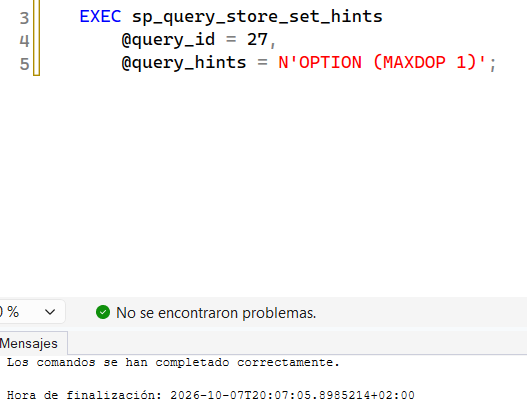 3 EXEC sp_query_store_set_hints
4 @query_id = 27,
5 @query_hints = N'OPTION (MAXDOP 1)';
0 % No se encontraron problemas.
Mensajes
Los comandos se han completado correctamente.
Hora de finalización: 2026-10-07T20:07:05.8985214+02:00